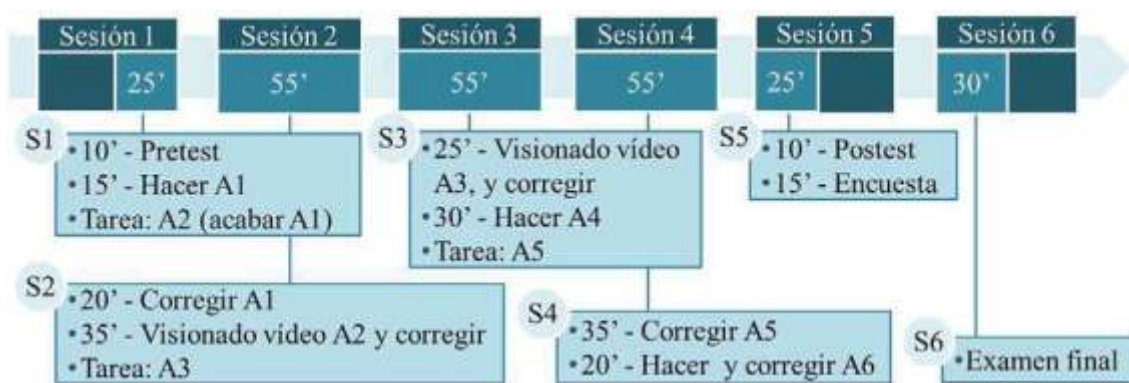 Sesión 1
Sesión 2
Sesión 3
Sesión 4
Sesión 5
Sesión 6
25’
55’
55’
55’
25’
30’
S1
•10’ - Pretest
•15’ - Hacer A1
•Tarea: A2 (acabar A1)
S3
•25’ - Visionado vídeo
A3, y corregir
•30’ - Hacer A4
•Tarea: A5
S5
•10’ - Postest
•15’ - Encuesta
S2
•20’ - Corregir A1
•35’ - Visionado vídeo A2 y corregir
•Tarea: A3
S4
•35’ - Corregir A5
•20’ - Hacer y corregir A6
S6
•Examen final